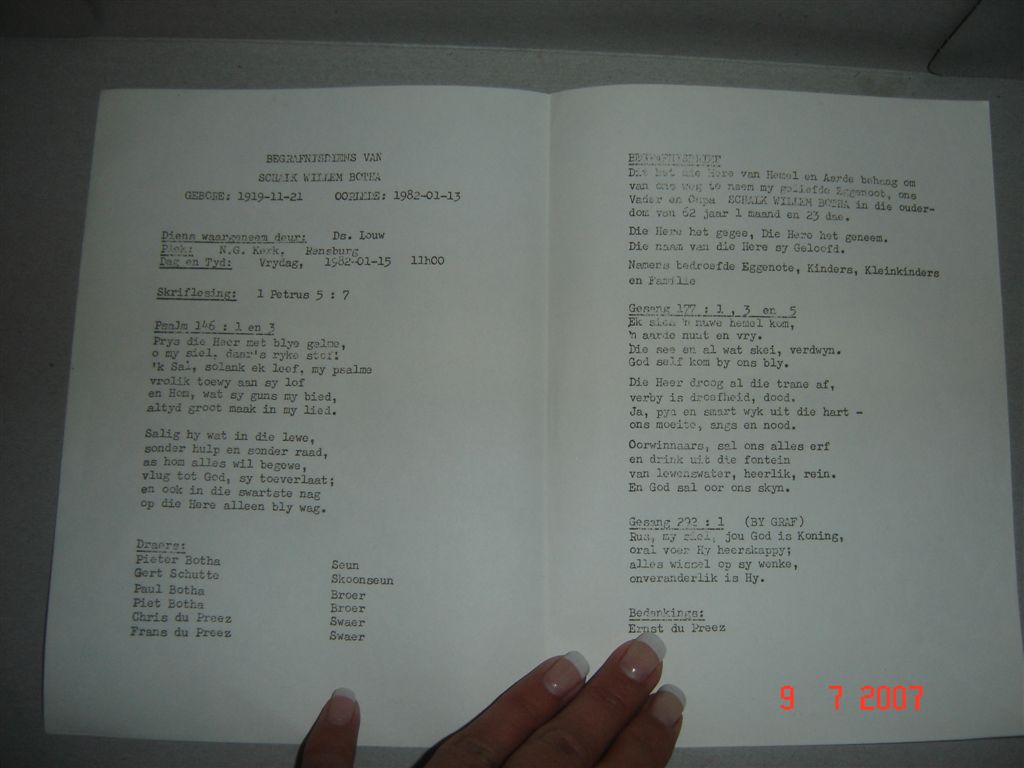 BEGRAFNISDIENS VAN
SCHALK WILLEM BOTHA
GEBORE: 1919-11-21 OORLEDE: 1982-01-13
Diens waargeneem deur: Ds. Louw
Plek: N.G. Kerk, Rensburg
Dag en Tyd: Vrydag, 1982-01-15 11h00
Skriflesing: 1 Petrus 5 : 7
Psalm 146 : 1 en 3
Prys die Heer met blye galme,
o my siel, daar's ryke stof!
'k Sal, solank ek leef, my psalme
vrolik toewy aan sy lof
en Hom, wat sy guns my bied,
altyd groot maak in my lied.
Salig hy wat in die lewe,
sonder hulp en sonder raad,
as hom alles wil begewe,
vlug tot God, sy toeverlaat;
en ook in die swartste nag
op die Here alleen bly wag.
Draers:
Pieter Botha Seun
Gert Schutte Skoonseun
Paul Botha Broer
Piet Botha Broer
Chris du Preez Swaer
Frans du Preez Swaer
BEGRAFNISBRIEF
Dit het die Here van Hemel en Aarde behaag om
van ons weg te neem my geliefde Eggenoot, ons
Vader en Oupa SCHALK WILLEM BOTHA in die ouder-
dom van 62 jaar 1 maand en 23 dae.
Die Here het gegee, Die Here het geneem.
Die naam van die Here sy Geloofd.
Namens bedroefde Eggenote, Kinders, Kleinkinders
en Familie
Gesang 177 : 1, 3 en 5
Ek sien 'n nuwe hemel kom,
'n aarde nuut en vry.
Die see en al wat skei, verdwyn.
God self kom by ons bly.
Die Heer droog al die trane af,
verby is droefheid, dood.
Ja, pyn en smart wyk uit die hart -
ons moeite, angs en nood.
Oorwinnaars, sal ons alles erf
en drink uit die fontein
van lewenswater, heerlik, rein.
En God sal oor ons skyn.
Gesang 292 : 1 (BY GRAF)
Rus, my siel, jou God is Koning,
oral voer Hy heerskappy;
alles wissel op sy wenke,
onveranderlik is Hy.
Bedankings:
Ernst du Preez
9 7 2007